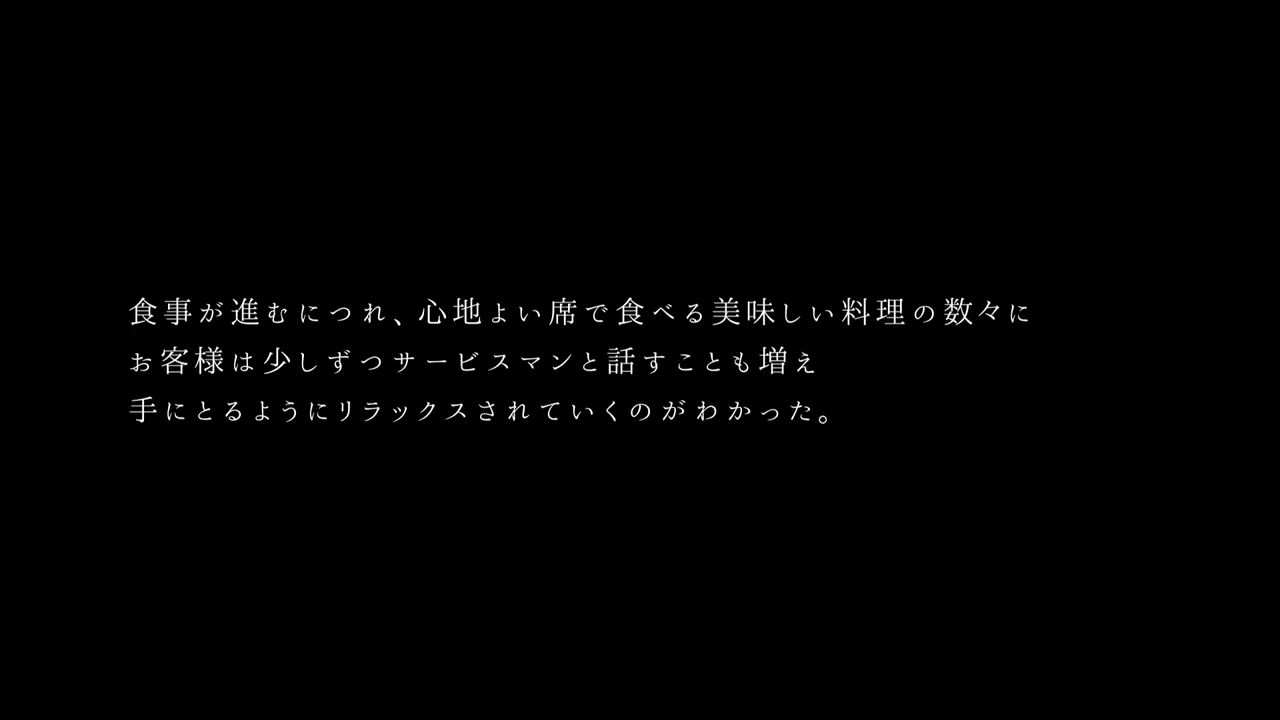 食事が進むにつれ、心地よい席で食べる美味しい料理の数々に
お客様は少しずつサービスマンと話すことも増え
手にとるようにリラックスされていくのがわかった。